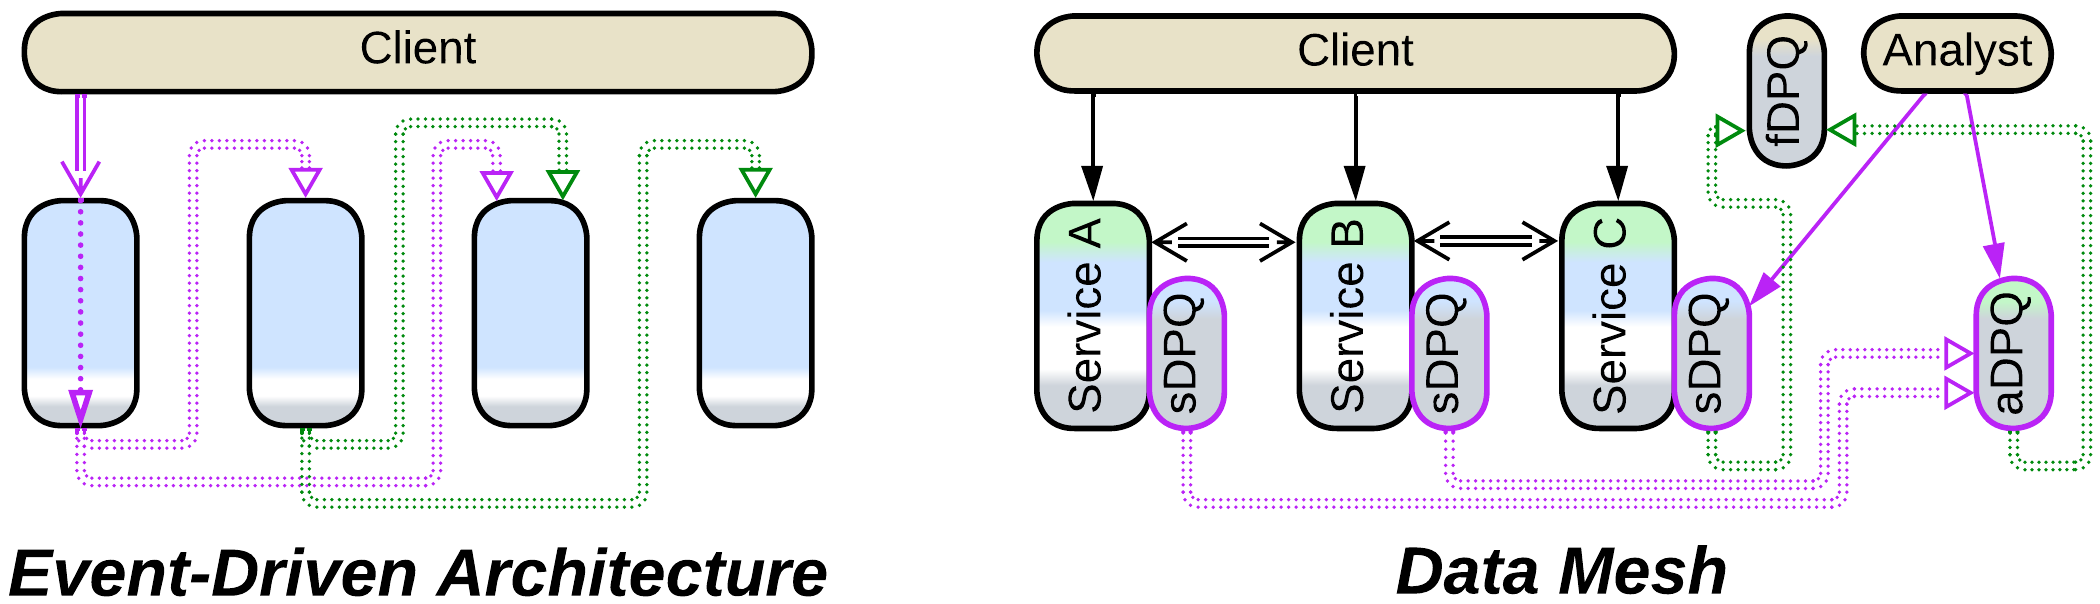 Client
Client
fDPQ
Analyst
Service A
sDPQ
Service B
sDPQ
Service C
sDPQ
aDPQ
Event-Driven Architecture
Data Mesh